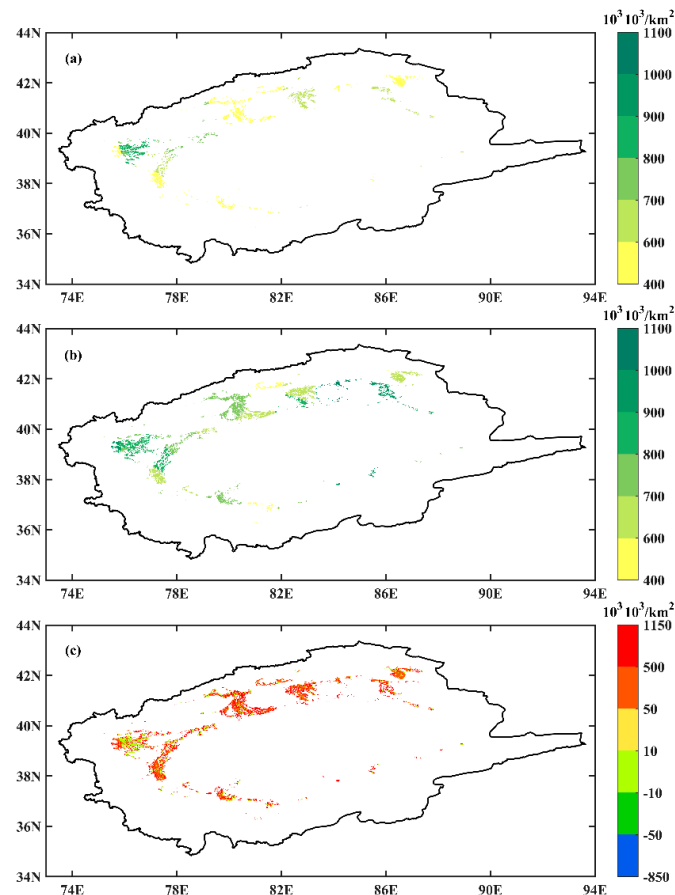 10³ 10³/km²
44N
(a)
1100
42N
1000
900
40N
800
38N
700
36N
600
34N
400
74E 78E 82E 86E 90E 94E
10³ 10³/km²
44N
(b)
1100
42N
1000
900
40N
800
38N
700
36N
600
34N
400
74E 78E 82E 86E 90E 94E
10³ 10³/km²
44N
(c)
1150
42N
500
50
40N
10
38N
-10
36N
-50
34N
-850
74E 78E 82E 86E 90E 94E